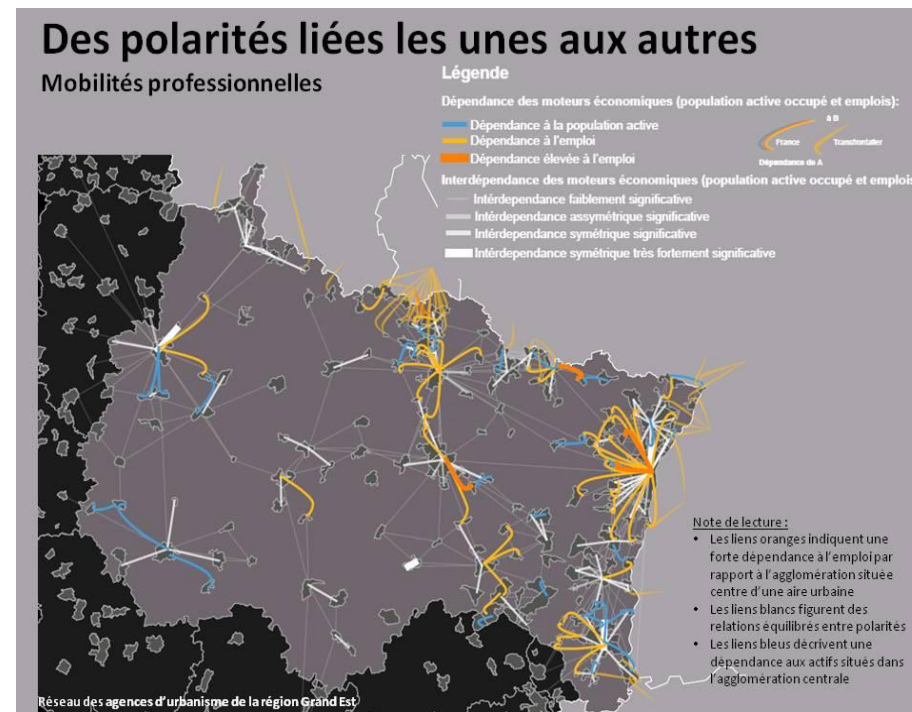 Des polarités liées les unes aux autres
Mobilités professionnelles
Légende
Dépendance des moteurs économiques (population active occupé et emplois):
Dépendance à la population active
Dépendance à l'emploi
Dépendance élevée à l'emploi
à B
France
Transfrontalier
Dépendance de A
Interdépendance des moteurs économiques (population active occupé et emplois
Intérdependance faiblement significative
Intérdependance assymétrique significative
Intérdependance symétrique significative
Intérdependance symétrique très fortement significative
Note de lecture :
• Les liens oranges indiquent une
forte dépendance à l'emploi par
rapport à l'agglomération située
centre d'une aire urbaine
• Les liens blancs figurent des
relations équilibrés entre polarités
• Les liens bleus décrivent une
dépendance aux actifs situés dans
l'agglomération centrale
Réseau des agences d'urbanisme de la région Grand Est